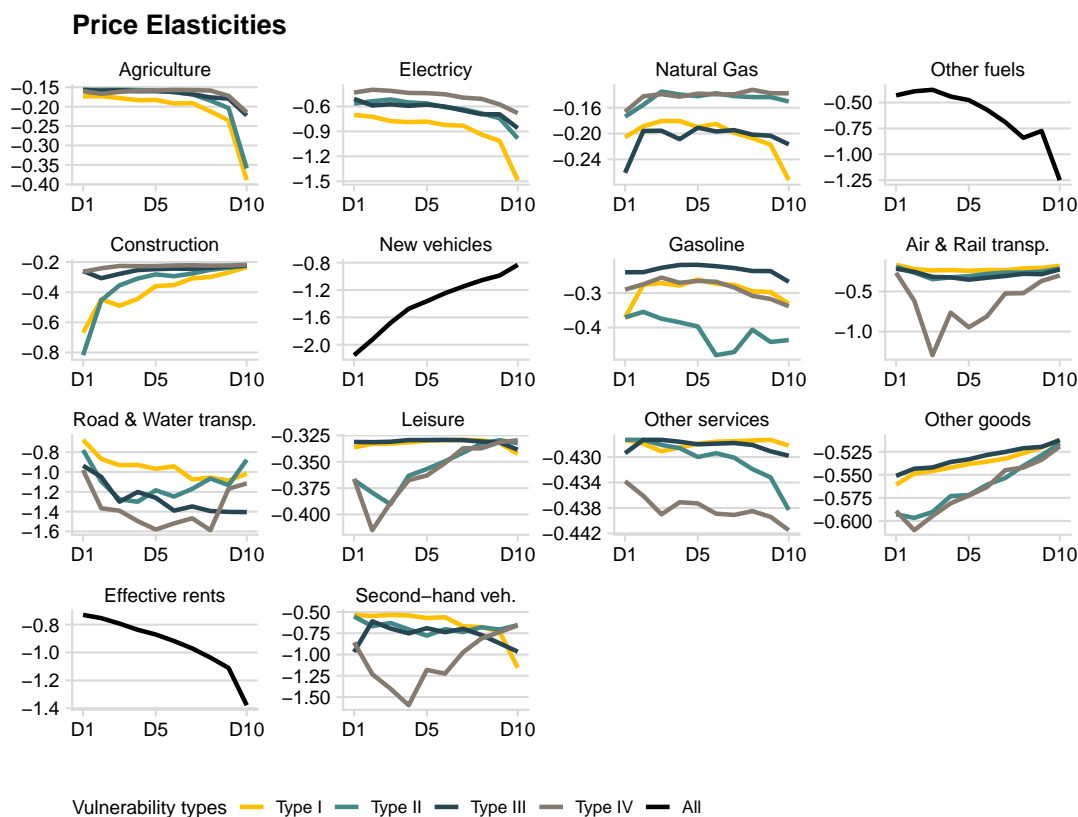 Price Elasticities
Agriculture
Electricy
Natural Gas
Other fuels
−0.15
−0.20
−0.25
−0.30
−0.35
−0.40
D1 D5 D10
−0.6
−0.9
−1.2
−1.5
D1 D5 D10
−0.16
−0.20
−0.24
D1 D5 D10
−0.50
−0.75
−1.00
−1.25
D1 D5 D10
Construction
New vehicles
Gasoline
Air & Rail transp.
−0.2
−0.4
−0.6
−0.8
D1 D5 D10
−0.8
−1.2
−1.6
−2.0
D1 D5 D10
−0.3
−0.4
D1 D5 D10
−0.5
−1.0
D1 D5 D10
Road & Water transp.
Leisure
Other services
Other goods
−0.8
−1.0
−1.2
−1.4
−1.6
D1 D5 D10
−0.325
−0.350
−0.375
−0.400
D1 D5 D10
−0.430
−0.434
−0.438
−0.442
D1 D5 D10
−0.525
−0.550
−0.575
−0.600
D1 D5 D10
Effective rents
Second−hand veh.
−0.8
−1.0
−1.2
−1.4
D1 D5 D10
−0.50
−0.75
−1.00
−1.25
−1.50
D1 D5 D10
Vulnerability types Type I Type II Type III Type IV All